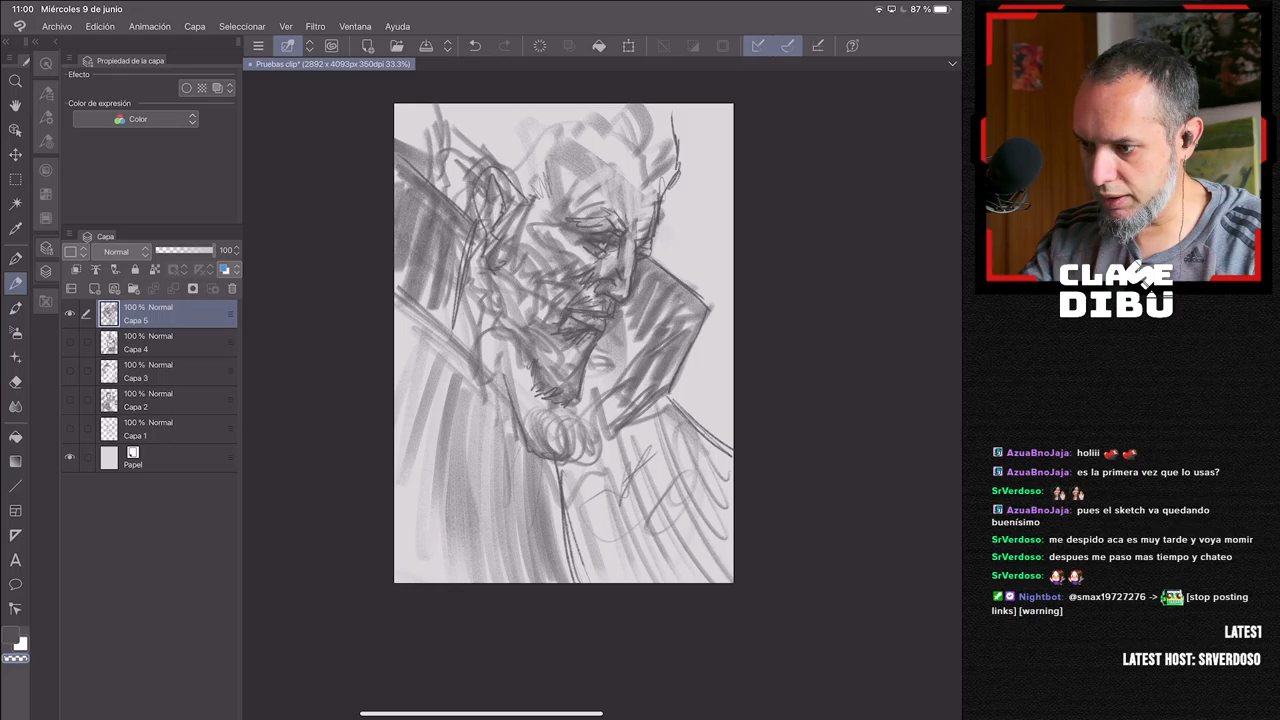 11:00 Miércoles 9 de junio
87 %
Archivo Edición Animación Capa Seleccionar Ver Filtro Ventana Ayuda
Pruebas clip* (2892 x 4093px 350dpi 33.3%)
Propiedad de la capa
Efecto
Color de expresión
Color
Capa
Normal 100
100 % Normal
Capa 5
100 % Normal
Capa 4
100 % Normal
Capa 3
100 % Normal
Capa 2
100 % Normal
Capa 1
Papel
A
CLASE
DIBU
AzuaBnoJaja: holiii
AzuaBnoJaja: es la primera vez que lo usas?
SrVerdoso:
AzuaBnoJaja: pues el sketch va quedando
buenísimo
SrVerdoso: me despido aca es muy tarde y voya momir
SrVerdoso: despues me paso mas tiempo y chateo
SrVerdoso:
Nightbot: @smax19727276 -> [stop posting
links] [warning]
LATES1
LATEST HOST: SRVERDOSO